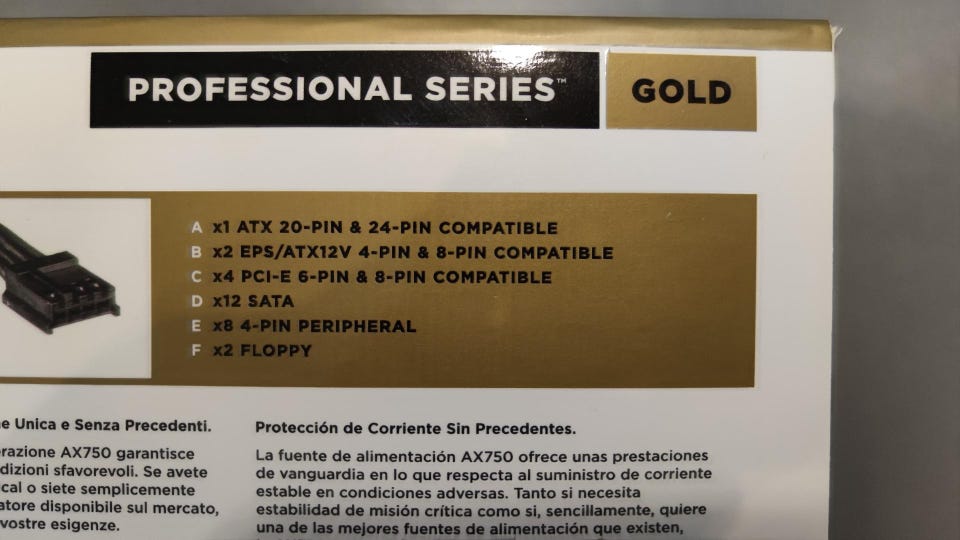 PROFESSIONAL SERIES™ GOLD
A x1 ATX 20-PIN & 24-PIN COMPATIBLE
B x2 EPS/ATX12V 4-PIN & 8-PIN COMPATIBLE
C x4 PCI-E 6-PIN & 8-PIN COMPATIBLE
D x12 SATA
E x8 4-PIN PERIPHERAL
F x2 FLOPPY
e Unica e Senza Precedenti.
erazione AX750 garantisce
dizioni sfavorevoli. Se avete
ical o siete semplicemente
atore disponibile sul mercato,
vostre esigenze.
Protección de Corriente Sin Precedentes.
La fuente de alimentación AX750 ofrece unas prestaciones
de vanguardia en lo que respecta al suministro de corriente
estable en condiciones adversas. Tanto si necesita
estabilidad de misión crítica como si, sencillamente, quiere
una de las mejores fuentes de alimentación que existen,